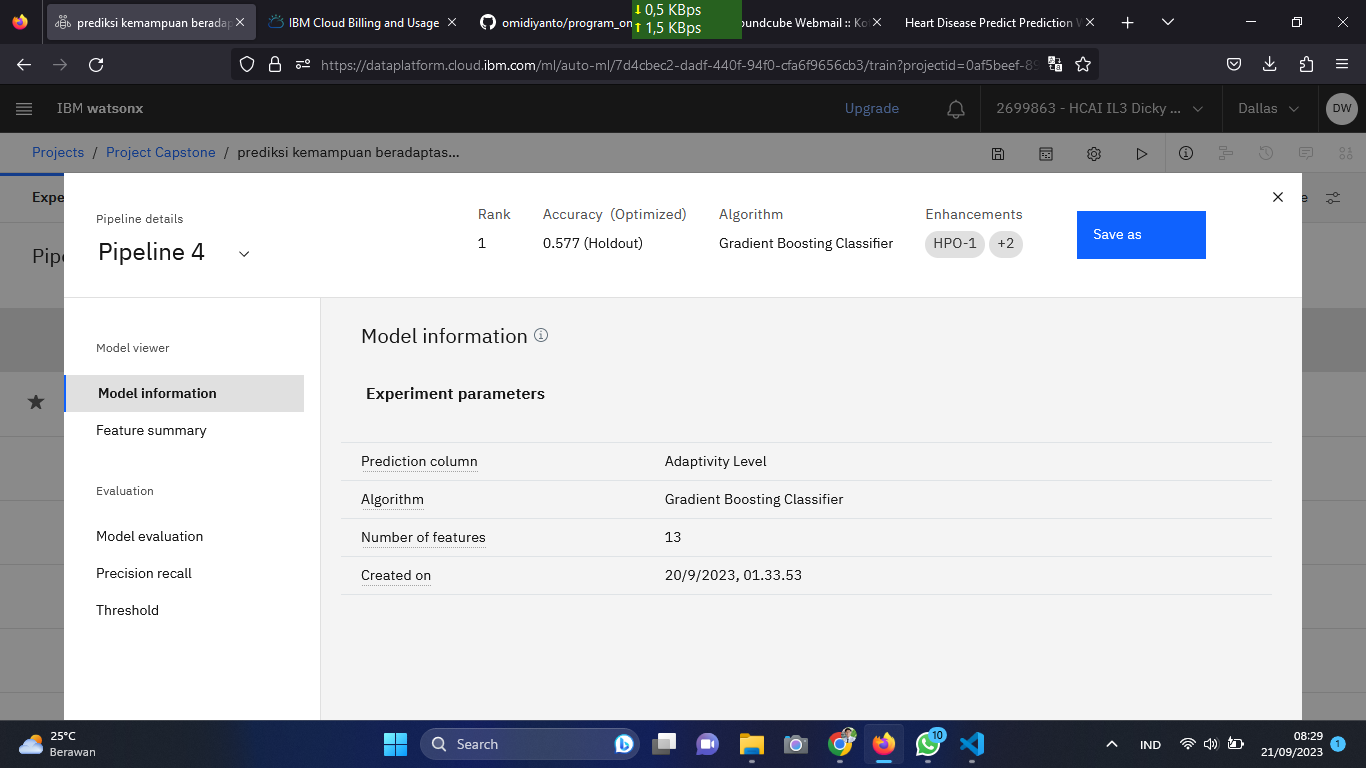 prediksi kemampuan beradap
IBM Cloud Billing and Usage
omidiyanto/program_on
0,5 KBps
1,5 KBps
oundcube Webmail :: Ko
Heart Disease Predict Prediction W
https://dataplatform.cloud.ibm.com/ml/auto-ml/7d4cbec2-dadf-440f-94f0-cfa6f9656cb3/train?projectid=0af5beef-89
IBM watsonx
Upgrade
2699863 - HCAI IL3 Dicky ...
Dallas
DW
Projects / Project Capstone / prediksi kemampuan beradaptas...
Expe
e
Pipe
Pipeline details
Pipeline 4
Rank
1
Accuracy (Optimized)
0.577 (Holdout)
Algorithm
Gradient Boosting Classifier
Enhancements
HPO-1 +2
Save as
Model viewer
Model information
Feature summary
Evaluation
Model evaluation
Precision recall
Threshold
Model information
Experiment parameters
Prediction column Adaptivity Level
Algorithm Gradient Boosting Classifier
Number of features 13
Created on 20/9/2023, 01.33.53
25°C
Berawan
Search
10
IND
08:29
21/09/2023
1